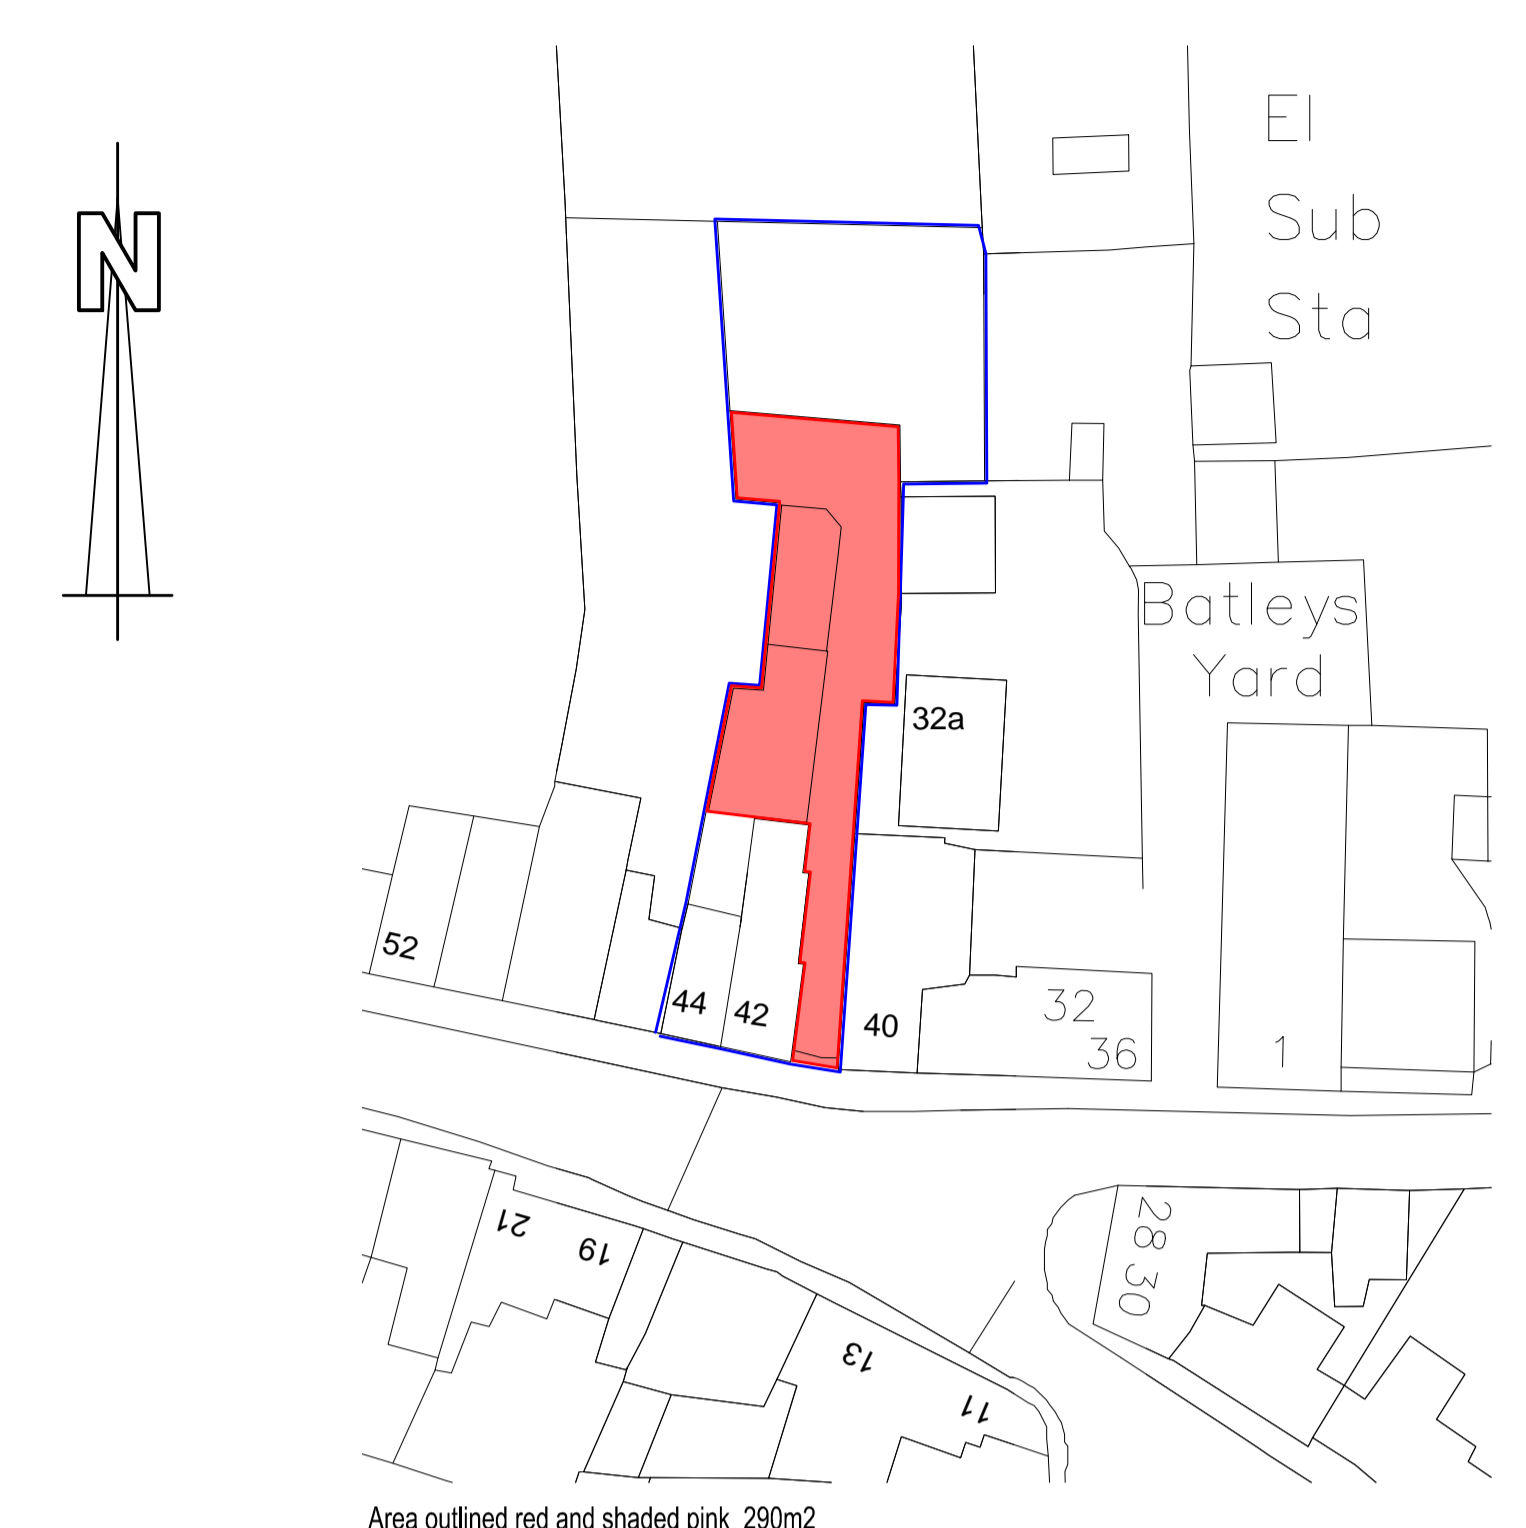 El
Sub
Sta
N
Batleys
Yard
32a
52
44
42
40
32
36
1
21
19
28 30
13
11
Area outlined red and shaded pink 290m2